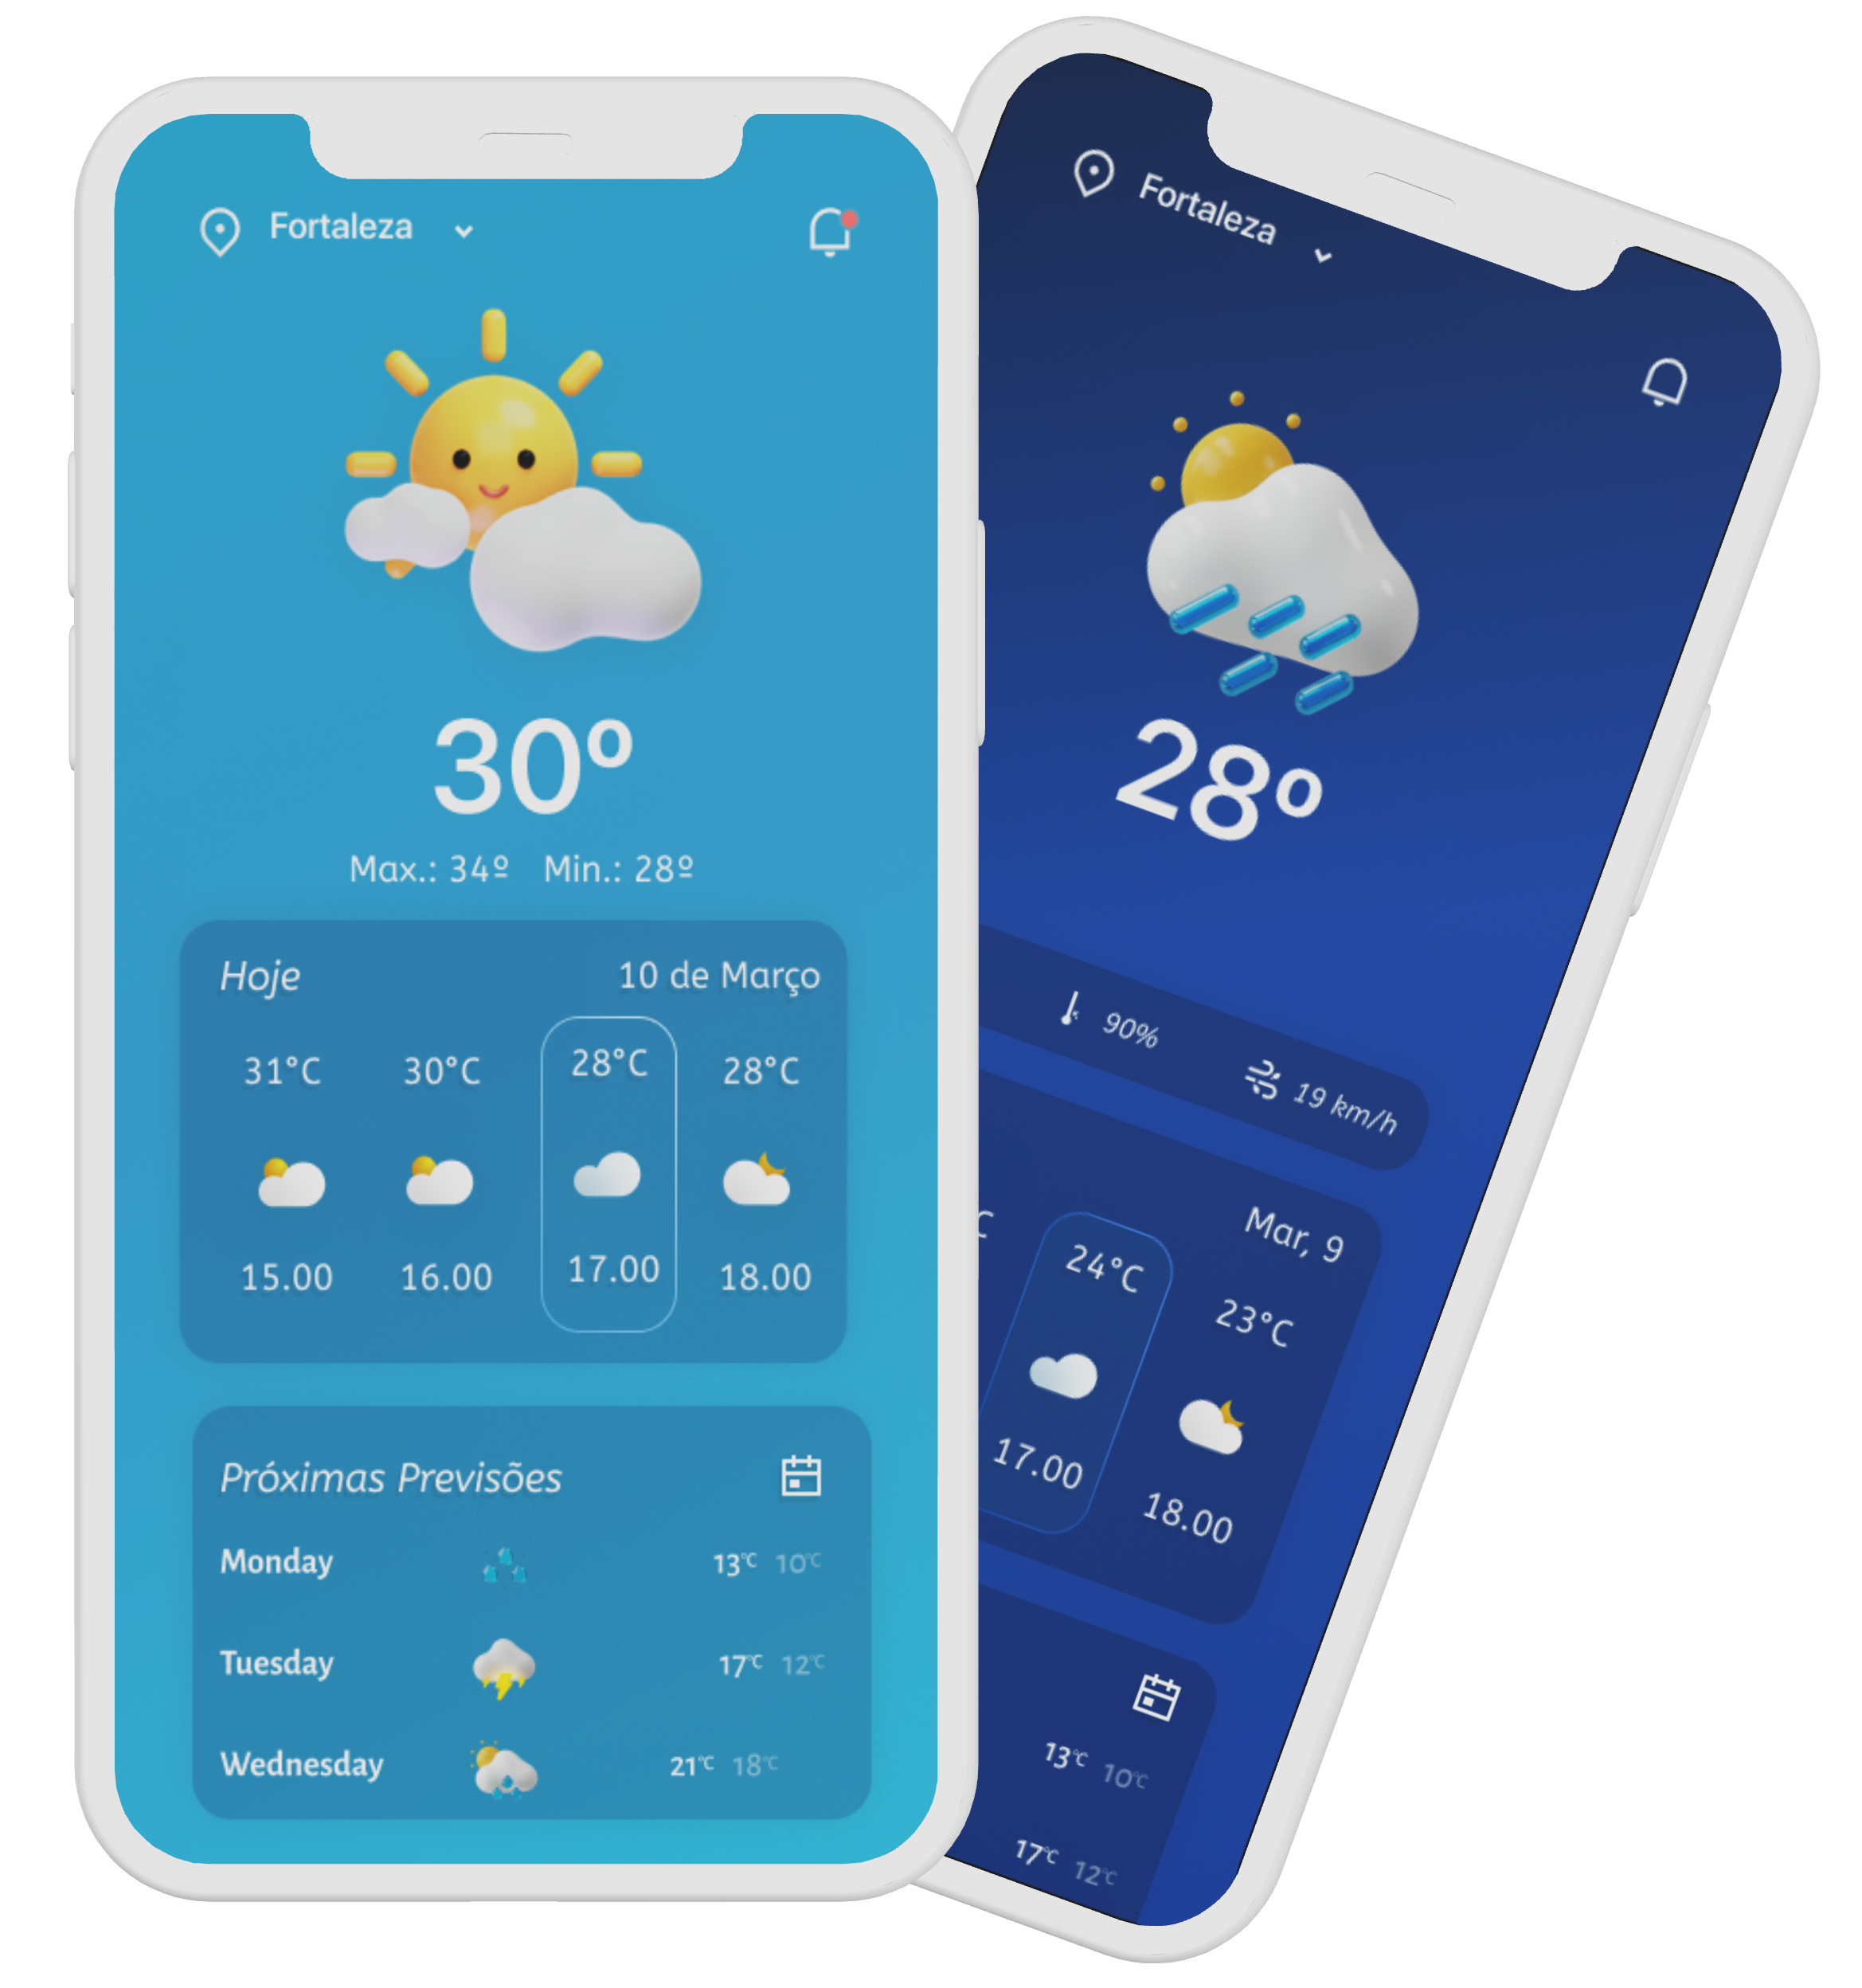 Fortaleza
30º
Max.: 34º Min.: 28º
Hoje 10 de Março
31°C 30°C 28°C 28°C
15.00 16.00 17.00 18.00
Próximas Previsões
Monday 13°C 10°C
Tuesday 17°C 12°C
Wednesday 21°C 18°C
Fortaleza
28º
90% 19 km/h
Mar, 9
C 24°C 23°C
17.00 18.00
13°C 10°C
17°C 12°C